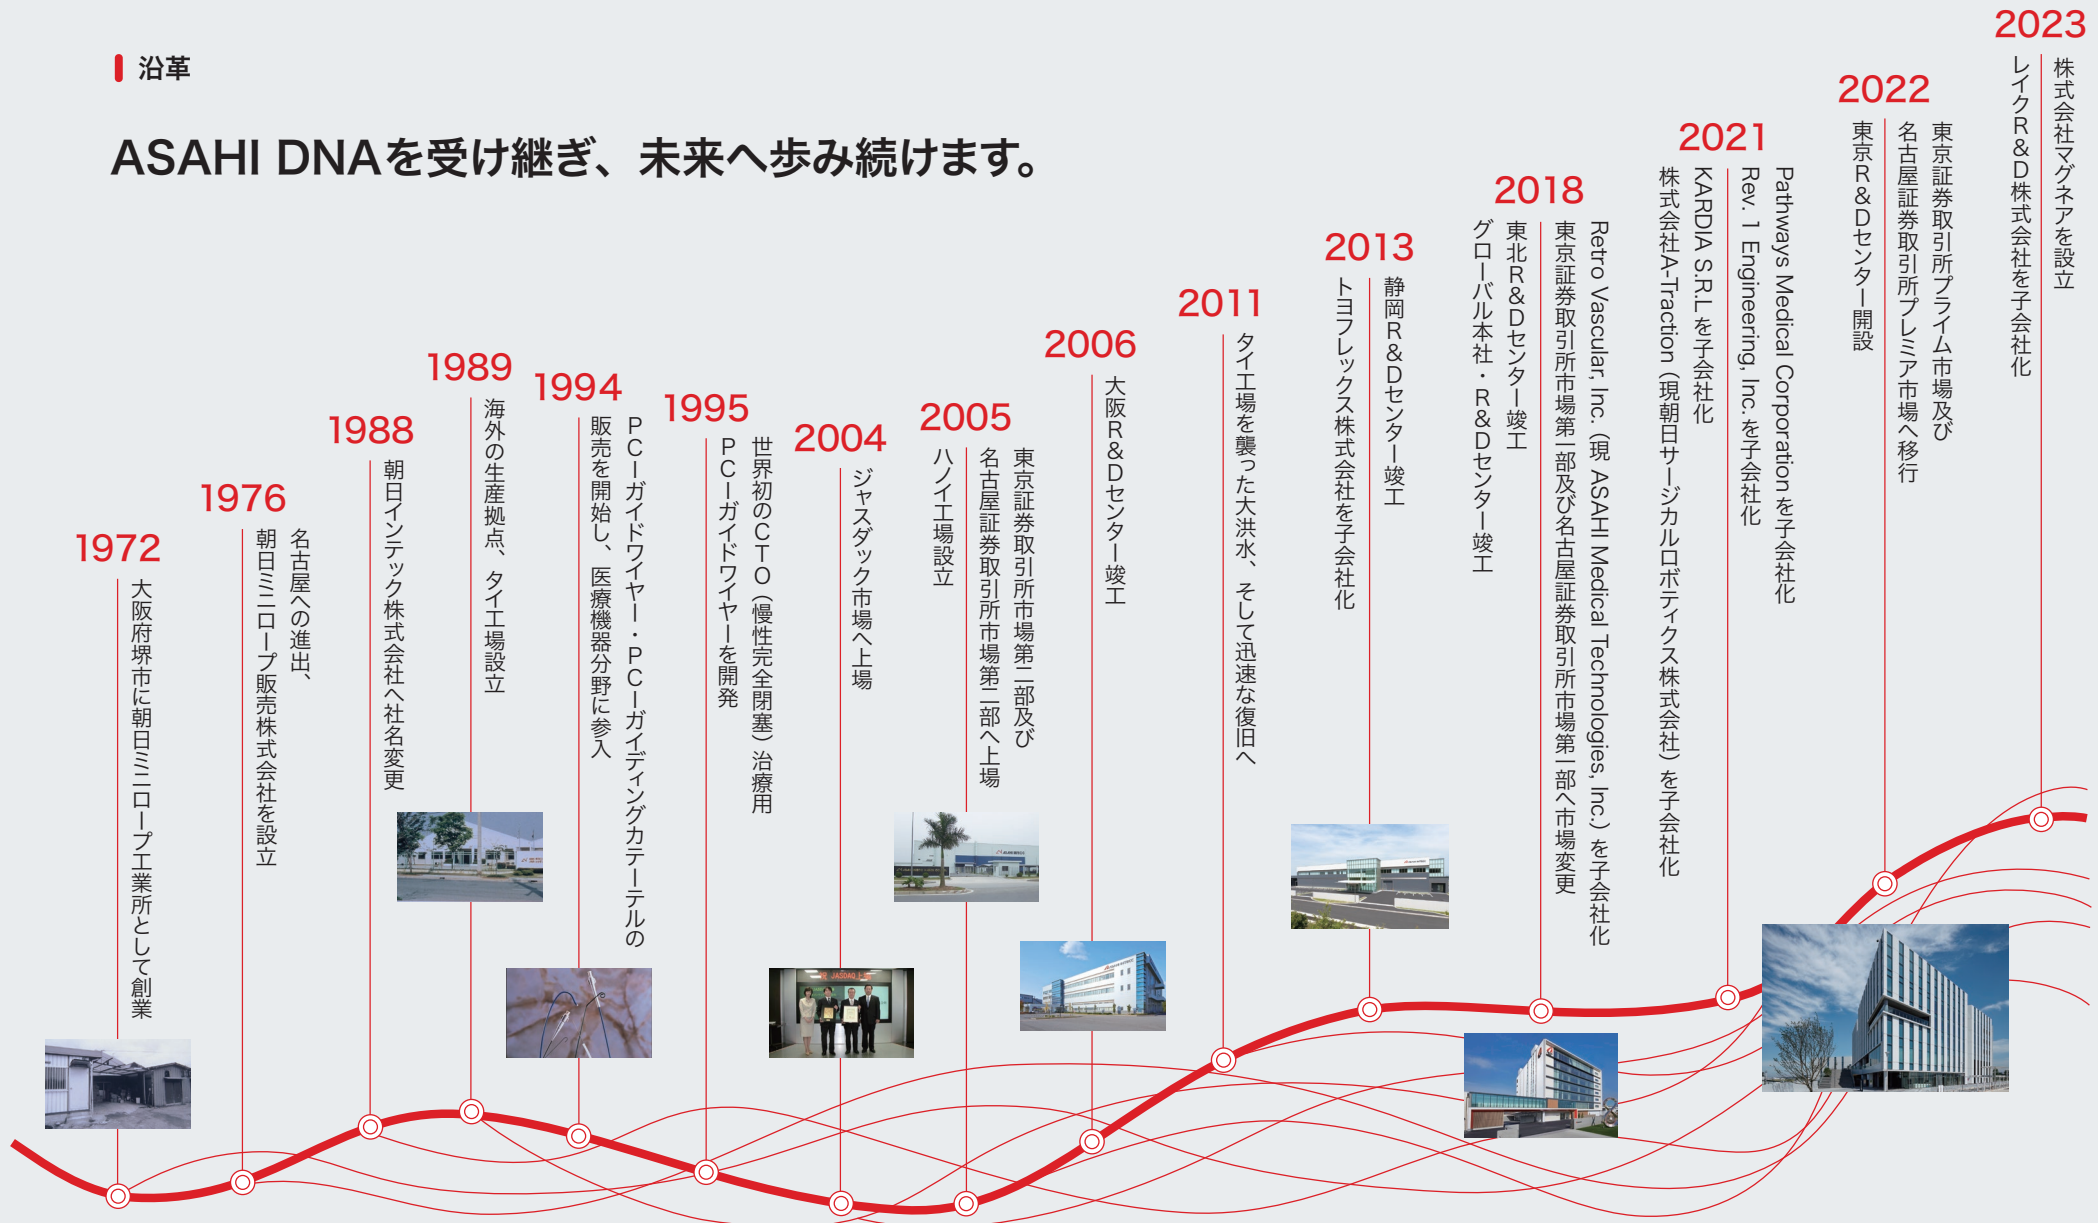 沿革
ASAHI DNAを受け継ぎ、未来へ歩み続けます。
1972
大阪府堺市に朝日ミニロープ工業所として創業
1976
名古屋への進出、
朝日ミニロープ販売株式会社を設立
1988
朝日インテック株式会社へ社名変更
1989
海外の生産拠点、タイ工場設立
1994
PCIガイドワイヤー・PCIガイディングカテーテルの
販売を開始し、医療機器分野に参入
1995
世界初のCTO（慢性完全閉塞）治療用
PCIガイドワイヤーを開発
2004
ジャスダック市場へ上場
2005
東京証券取引所市場第二部及び
名古屋証券取引所市場第二部へ上場
ハノイ工場設立
2006
大阪R&Dセンター竣工
2011
タイ工場を襲った大洪水、そして迅速な復旧へ
2013
静岡R&Dセンター竣工
トヨフレックス株式会社を子会社化
2018
Retro Vascular, Inc.（現 ASAHI Medical Technologies, Inc.）を子会社化
東京証券取引所市場第一部及び名古屋証券取引所市場第一部へ市場変更
東北R&Dセンター竣工
グローバル本社・R&Dセンター竣工
2021
Pathways Medical Corporation を子会社化
Rev. 1 Engineering, Inc. を子会社化
KARDIA S.R.L を子会社化
株式会社A-Traction（現朝日サージカルロボティクス株式会社）を子会社化
2022
東京証券取引所プライム市場及び
名古屋証券取引所プレミア市場へ移行
東京R&Dセンター開設
2023
株式会社マグネアを設立
レイクR&D株式会社を子会社化